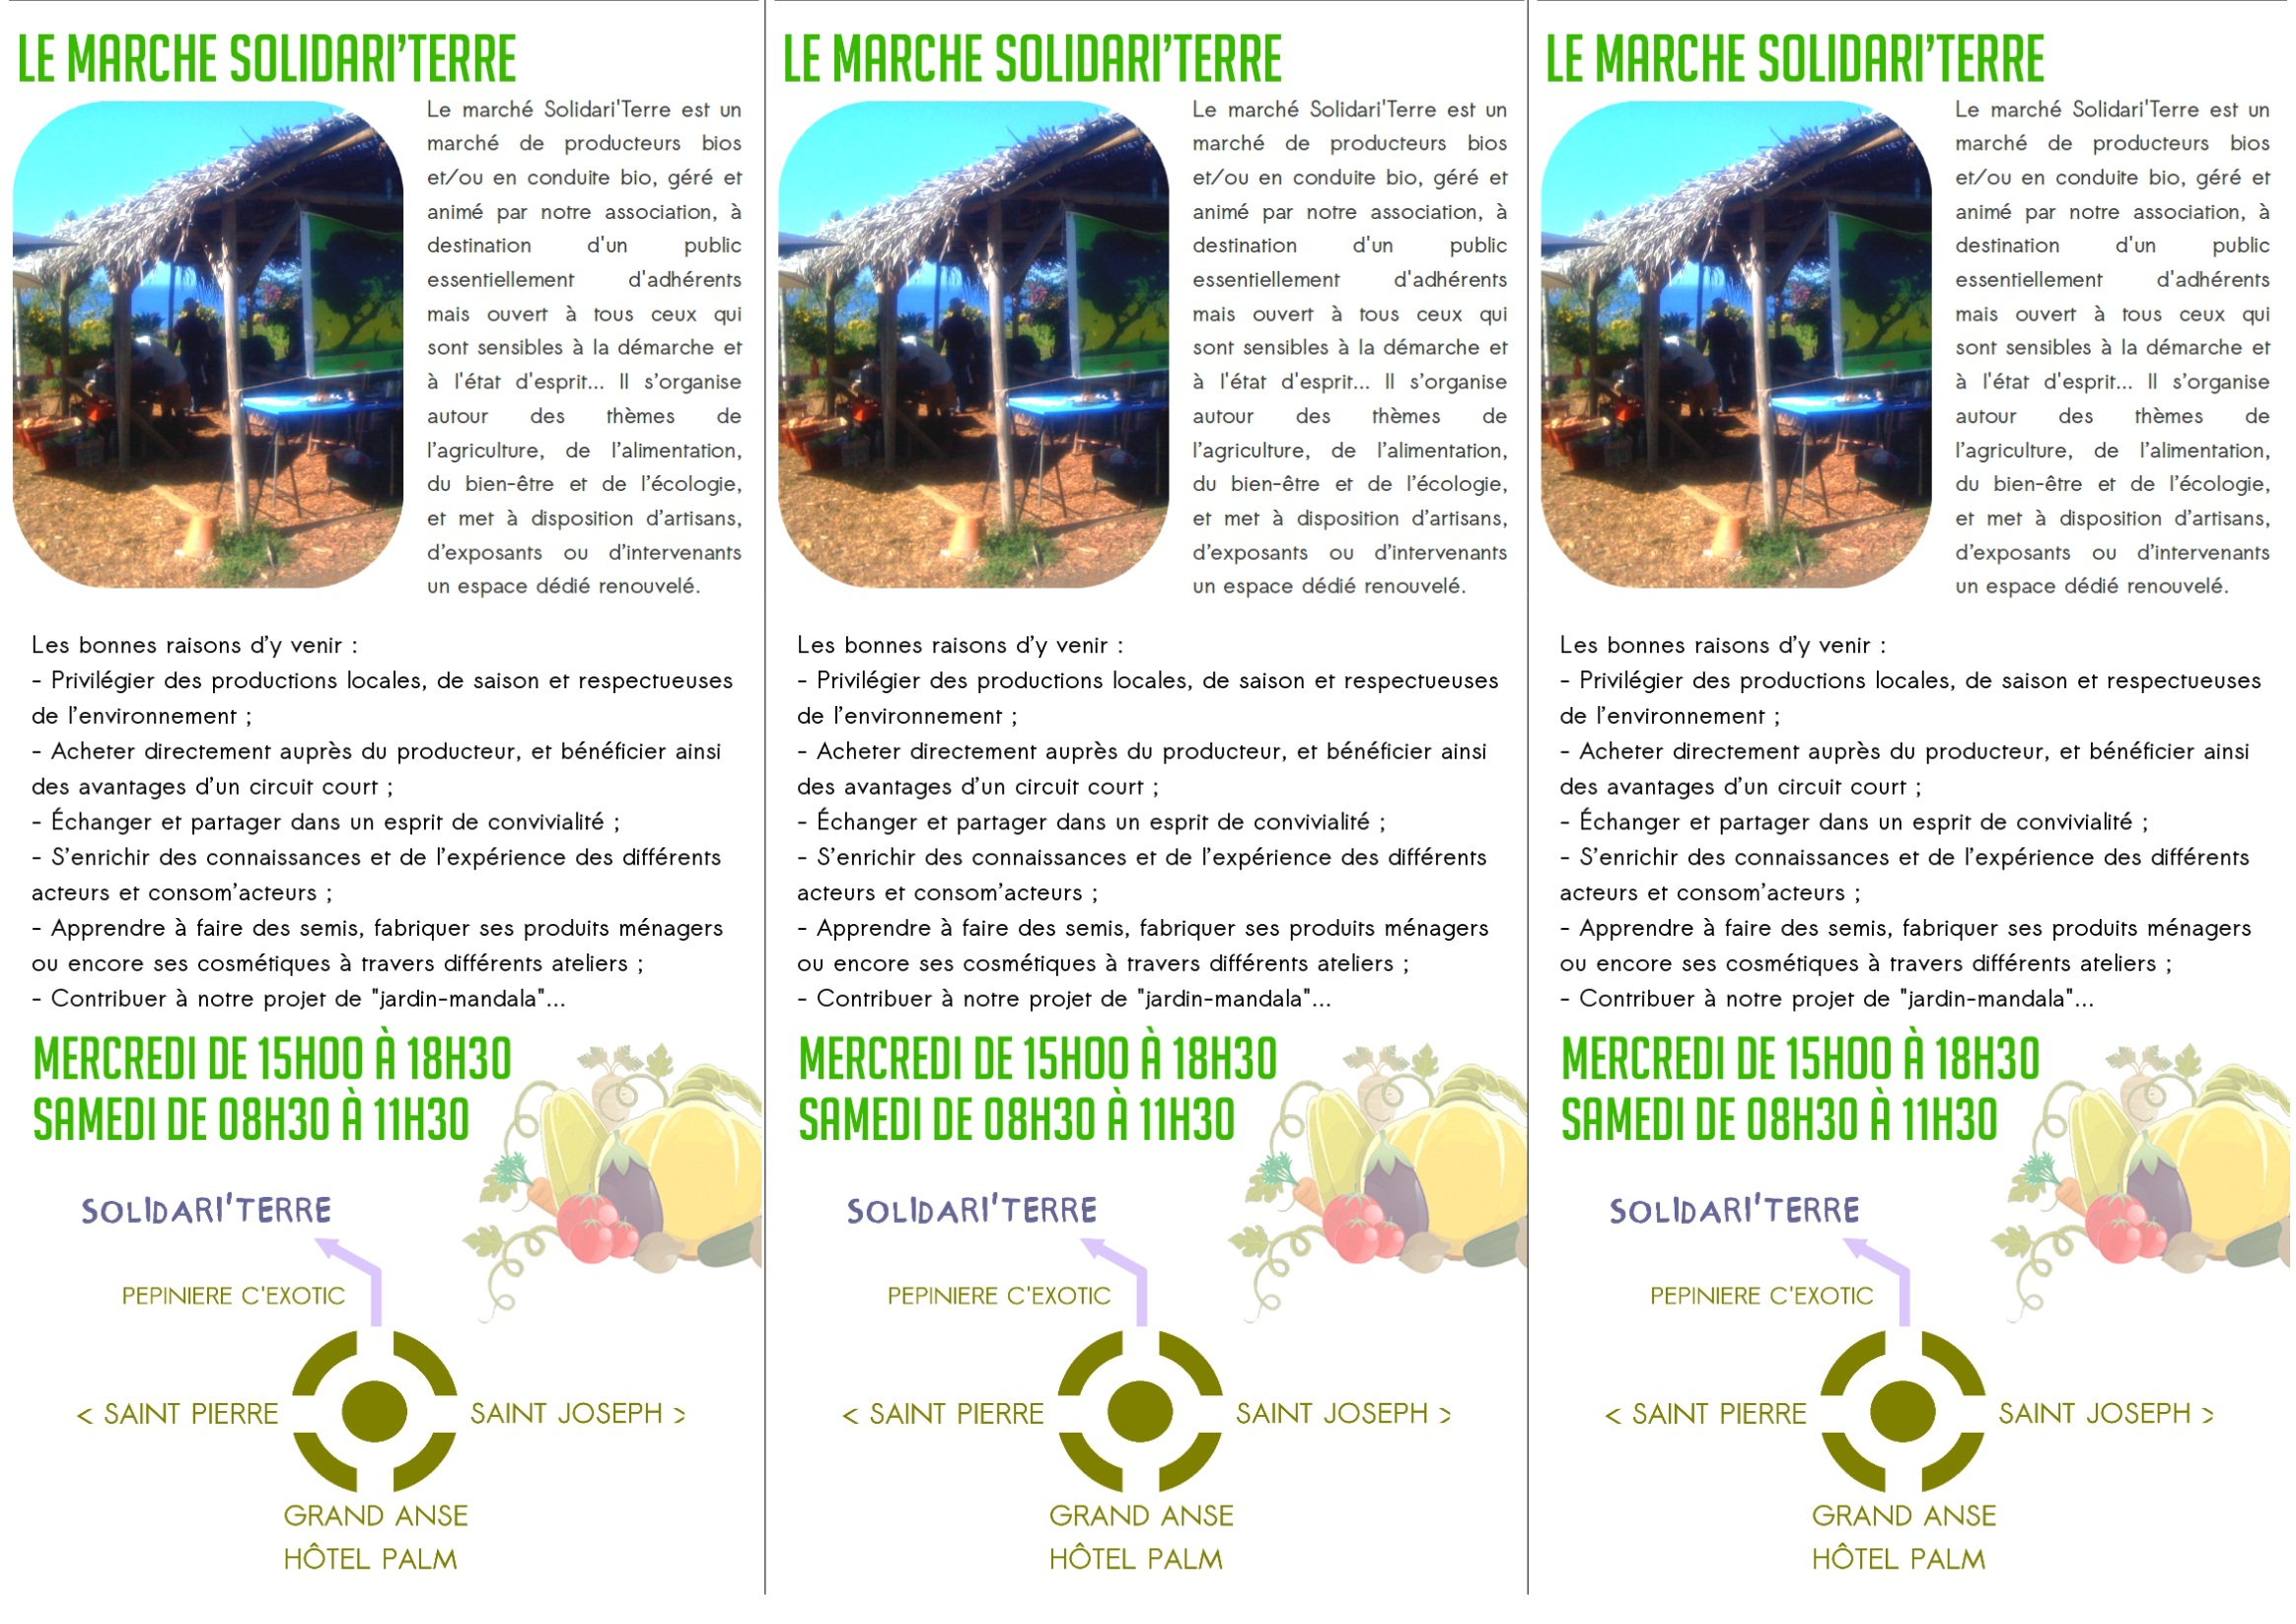 LE MARCHE SOLIDARI’TERRE
Le marché Solidari'Terre est un
marché de producteurs bios
et/ou en conduite bio, géré et
animé par notre association, à
destination d'un public
essentiellement d'adhérents
mais ouvert à tous ceux qui
sont sensibles à la démarche et
à l'état d'esprit... Il s’organise
autour des thèmes de
l’agriculture, de l’alimentation,
du bien-être et de l’écologie,
et met à disposition d’artisans,
d’exposants ou d’intervenants
un espace dédié renouvelé.
Les bonnes raisons d’y venir :
- Privilégier des productions locales, de saison et respectueuses
de l’environnement ;
- Acheter directement auprès du producteur, et bénéficier ainsi
des avantages d’un circuit court ;
- Échanger et partager dans un esprit de convivialité ;
- S’enrichir des connaissances et de l’expérience des différents
acteurs et consom’acteurs ;
- Apprendre à faire des semis, fabriquer ses produits ménagers
ou encore ses cosmétiques à travers différents ateliers ;
- Contribuer à notre projet de "jardin-mandala"...
MERCREDI DE 15H00 À 18H30
SAMEDI DE 08H30 À 11H30
SOLIDARI'TERRE
PEPINIERE C'EXOTIC
< SAINT PIERRE
SAINT JOSEPH >
GRAND ANSE
HÔTEL PALM
LE MARCHE SOLIDARI’TERRE
Le marché Solidari'Terre est un
marché de producteurs bios
et/ou en conduite bio, géré et
animé par notre association, à
destination d'un public
essentiellement d'adhérents
mais ouvert à tous ceux qui
sont sensibles à la démarche et
à l'état d'esprit... Il s’organise
autour des thèmes de
l’agriculture, de l’alimentation,
du bien-être et de l’écologie,
et met à disposition d’artisans,
d’exposants ou d’intervenants
un espace dédié renouvelé.
Les bonnes raisons d’y venir :
- Privilégier des productions locales, de saison et respectueuses
de l’environnement ;
- Acheter directement auprès du producteur, et bénéficier ainsi
des avantages d’un circuit court ;
- Échanger et partager dans un esprit de convivialité ;
- S’enrichir des connaissances et de l’expérience des différents
acteurs et consom’acteurs ;
- Apprendre à faire des semis, fabriquer ses produits ménagers
ou encore ses cosmétiques à travers différents ateliers ;
- Contribuer à notre projet de "jardin-mandala"...
MERCREDI DE 15H00 À 18H30
SAMEDI DE 08H30 À 11H30
SOLIDARI'TERRE
PEPINIERE C'EXOTIC
< SAINT PIERRE
SAINT JOSEPH >
GRAND ANSE
HÔTEL PALM
LE MARCHE SOLIDARI’TERRE
Le marché Solidari'Terre est un
marché de producteurs bios
et/ou en conduite bio, géré et
animé par notre association, à
destination d'un public
essentiellement d'adhérents
mais ouvert à tous ceux qui
sont sensibles à la démarche et
à l'état d'esprit... Il s’organise
autour des thèmes de
l’agriculture, de l’alimentation,
du bien-être et de l’écologie,
et met à disposition d’artisans,
d’exposants ou d’intervenants
un espace dédié renouvelé.
Les bonnes raisons d’y venir :
- Privilégier des productions locales, de saison et respectueuses
de l’environnement ;
- Acheter directement auprès du producteur, et bénéficier ainsi
des avantages d’un circuit court ;
- Échanger et partager dans un esprit de convivialité ;
- S’enrichir des connaissances et de l’expérience des différents
acteurs et consom’acteurs ;
- Apprendre à faire des semis, fabriquer ses produits ménagers
ou encore ses cosmétiques à travers différents ateliers ;
- Contribuer à notre projet de "jardin-mandala"...
MERCREDI DE 15H00 À 18H30
SAMEDI DE 08H30 À 11H30
SOLIDARI'TERRE
PEPINIERE C'EXOTIC
< SAINT PIERRE
SAINT JOSEPH >
GRAND ANSE
HÔTEL PALM